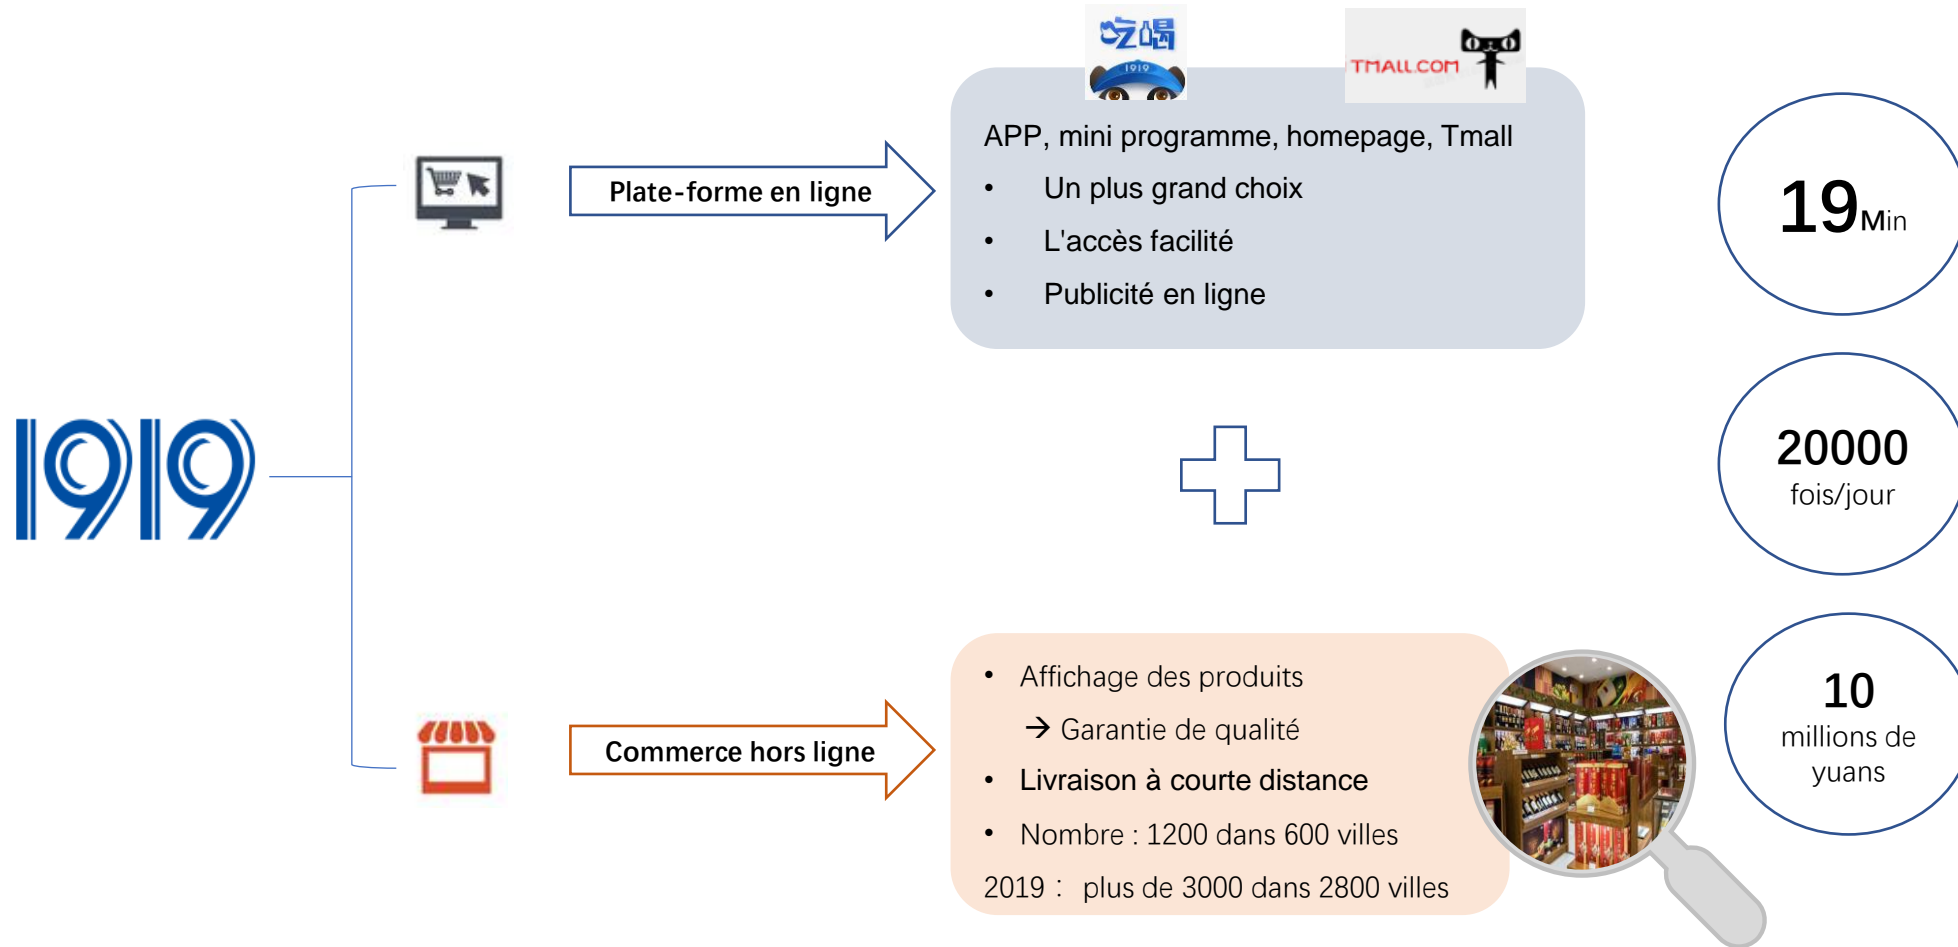 吃喝
1919
TMALL.COM
APP, mini programme, homepage, Tmall
• Un plus grand choix
• L'accès facilité
• Publicité en ligne
Plate-forme en ligne
19Min
1919
20000
fois/jour
Commerce hors ligne
• Affichage des produits
→ Garantie de qualité
• Livraison à courte distance
• Nombre : 1200 dans 600 villes
2019： plus de 3000 dans 2800 villes
10
millions de
yuans